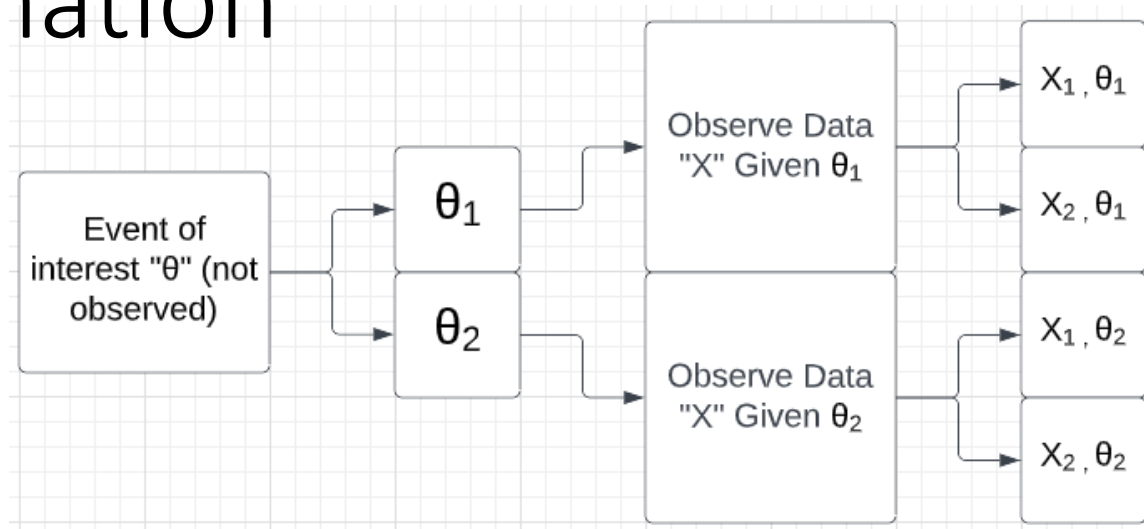 Event of
interest "θ" (not
observed)
θ₁
θ₂
Observe Data
"X" Given θ₁
Observe Data
"X" Given θ₂
X₁ , θ₁
X₂ , θ₁
X₁ , θ₂
X₂ , θ₂